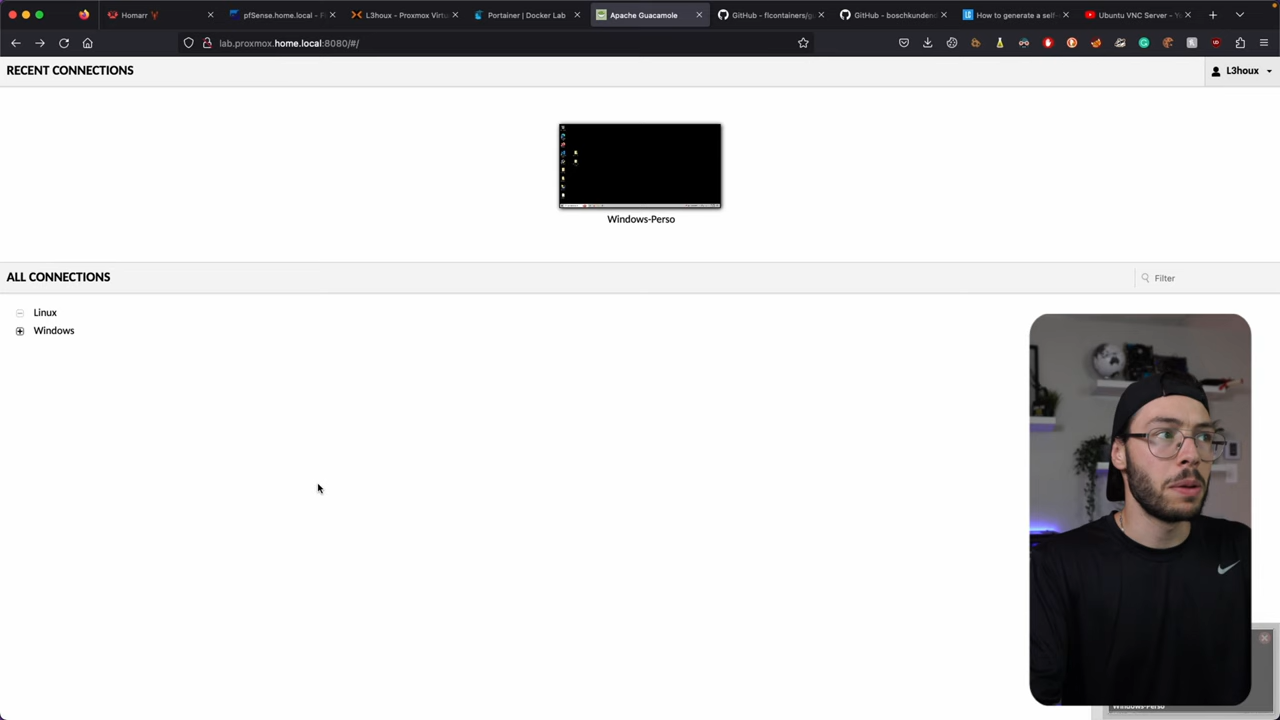 Homarr
pfSense.home.local - F
L3houx - Proxmox Virtu
Portainer | Docker Lab
Apache Guacamole
GitHub - flcontainers/g
GitHub - boschkundend
How to generate a self-
Ubuntu VNC Server - Yo
lab.proxmox.home.local:8080/#/
RECENT CONNECTIONS
L3houx
Windows-Perso
ALL CONNECTIONS
Filter
Linux
Windows
Windows-Perso